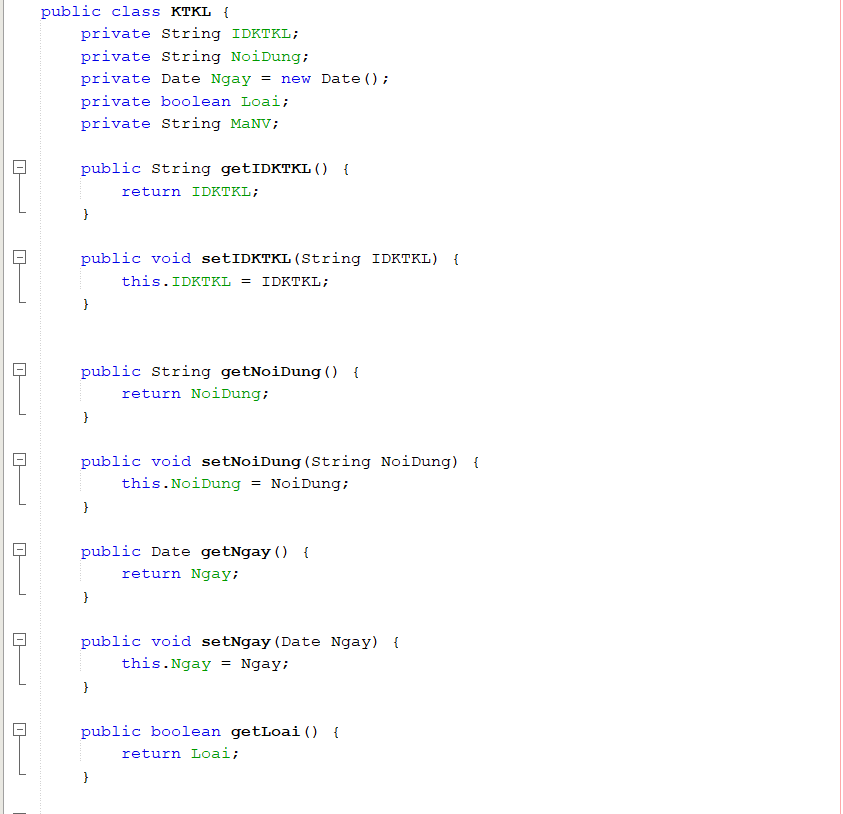 public class KTKL {
private String IDKTKL;
private String NoiDung;
private Date Ngay = new Date();
private boolean Loai;
private String MaNV;
public String getIDKTKL() {
return IDKTKL;
}
public void setIDKTKL(String IDKTKL) {
this.IDKTKL = IDKTKL;
}
public String getNoiDung() {
return NoiDung;
}
public void setNoiDung(String NoiDung) {
this.NoiDung = NoiDung;
}
public Date getNgay() {
return Ngay;
}
public void setNgay(Date Ngay) {
this.Ngay = Ngay;
}
public boolean getLoai() {
return Loai;
}